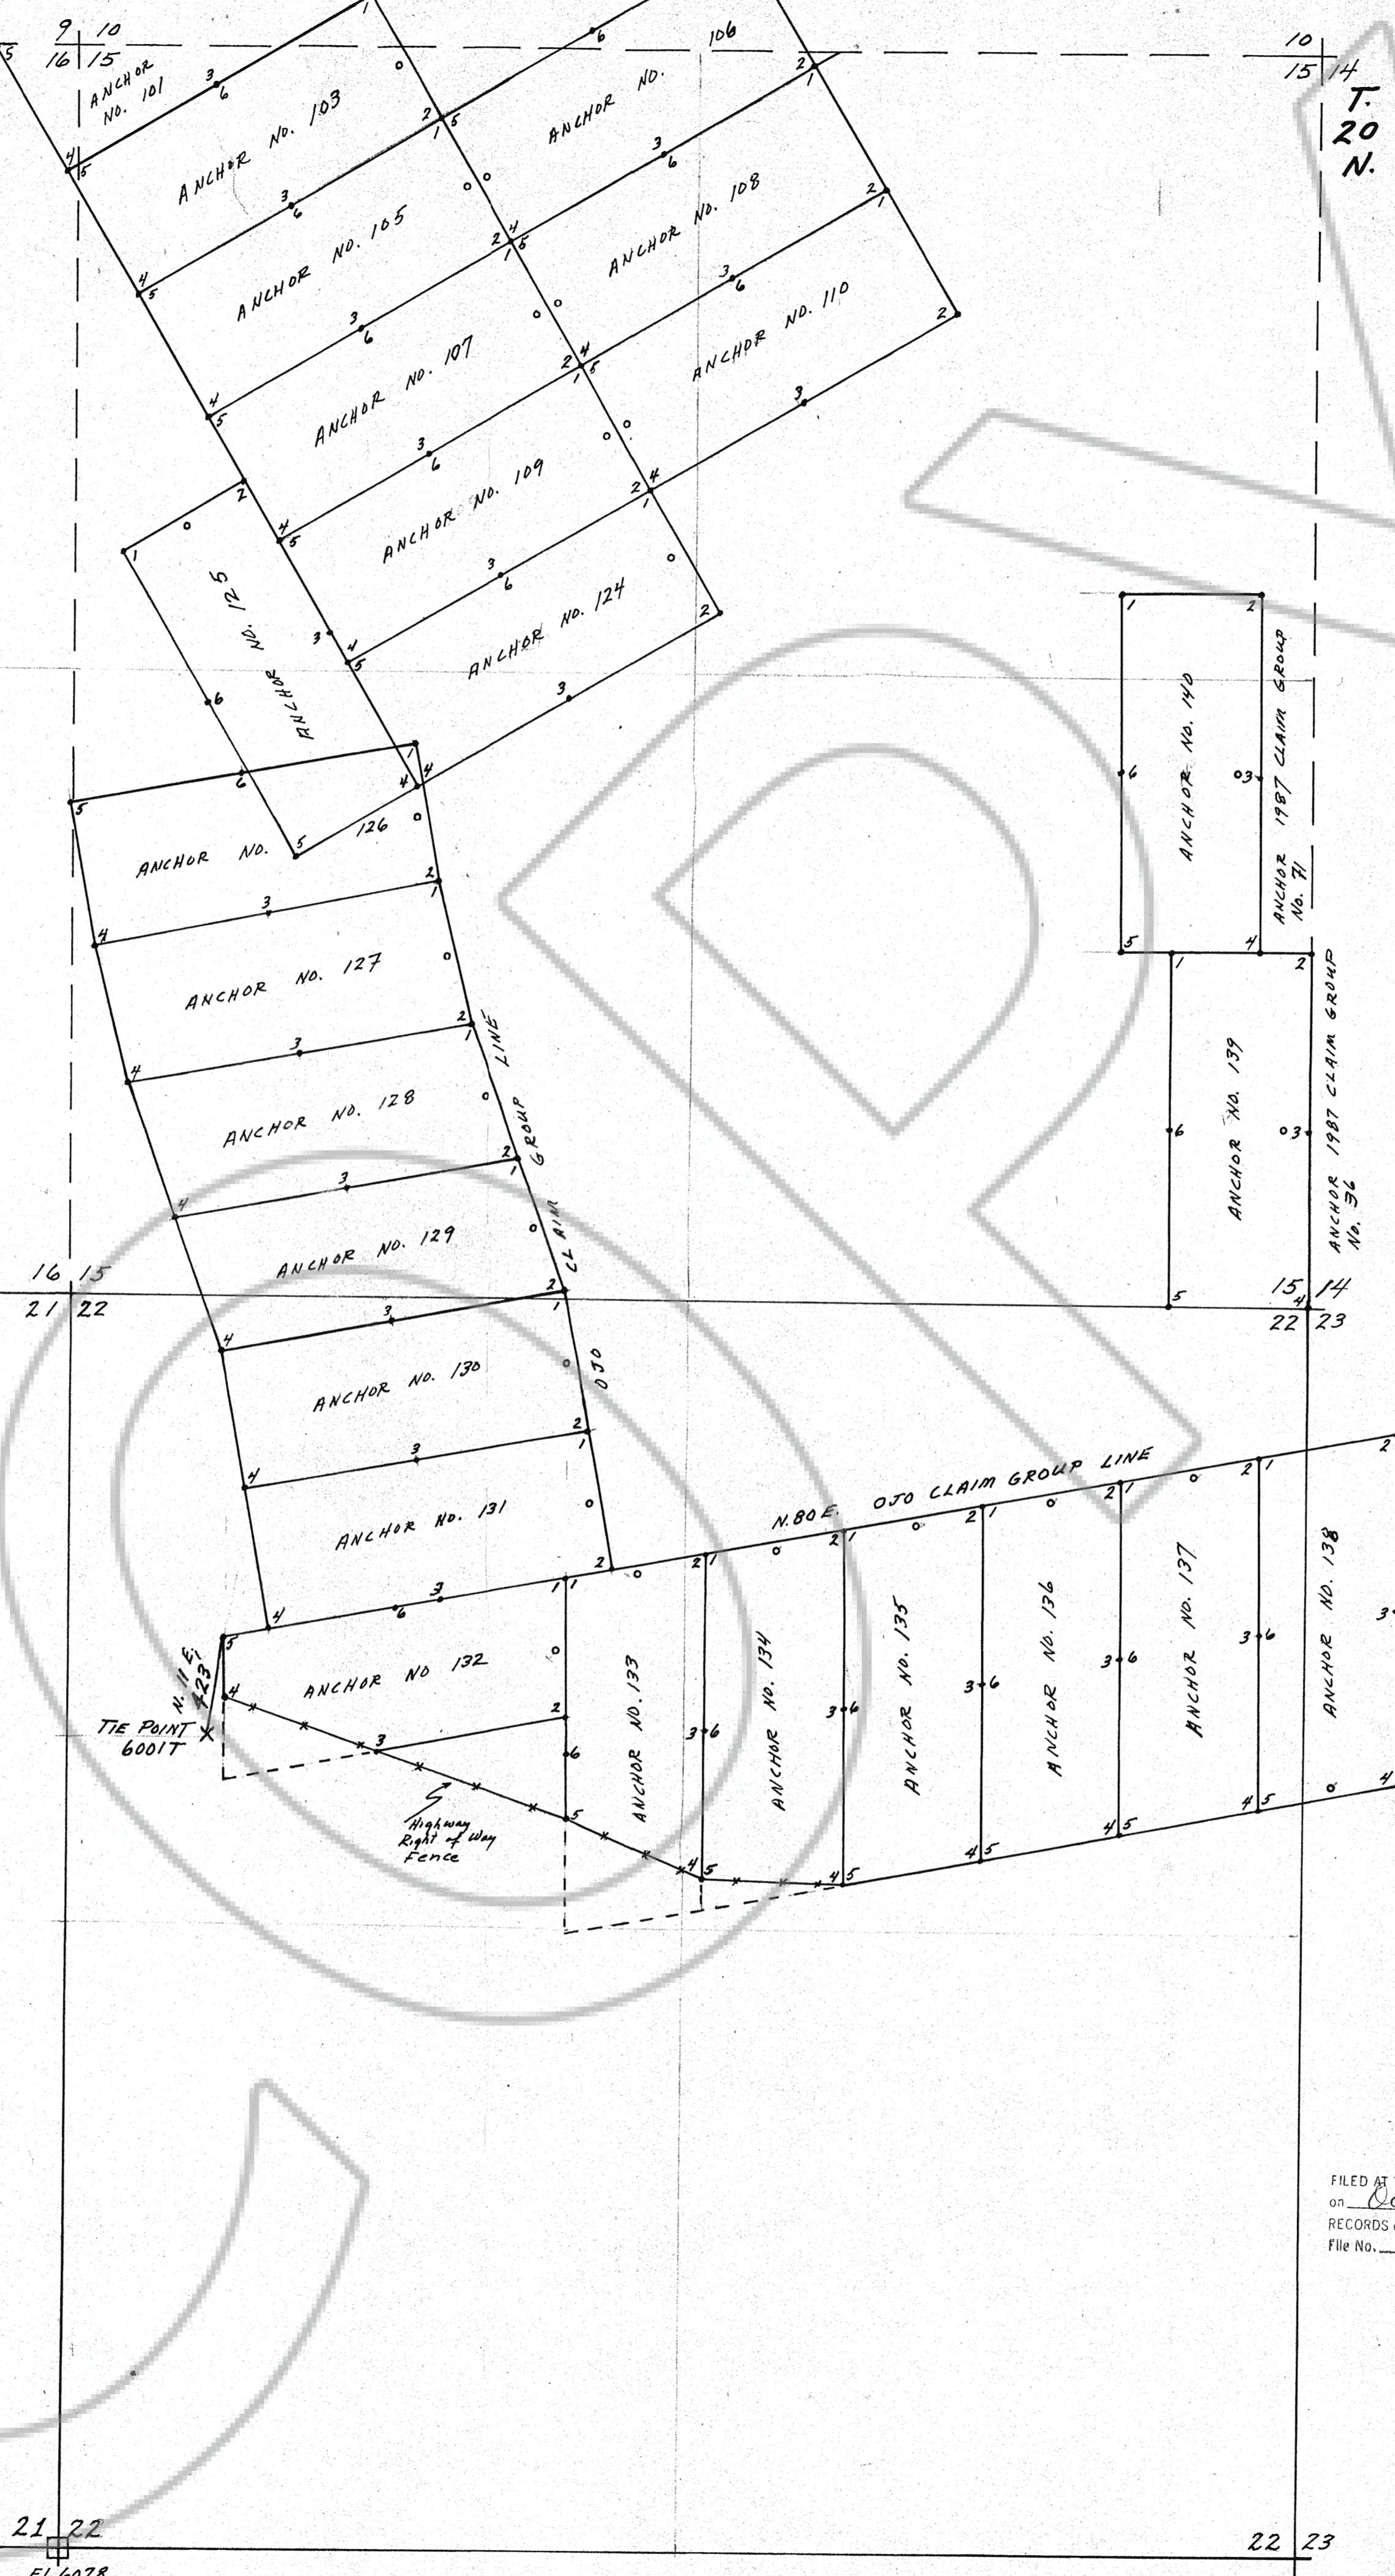 9 10
16 15
10
15 14
T.
20
N.
ANCHOR
NO. 101
ANCHOR NO. 103
106
ANCHOR NO.
ANCHOR NO. 105
ANCHOR NO. 108
ANCHOR NO. 107
ANCHOR NO. 110
ANCHOR NO. 109
ANCHOR NO. 125
ANCHOR NO. 124
ANCHOR NO. 140
ANCHOR 1987 CLAIM GROUP
No. 71
ANCHOR NO. 126
ANCHOR NO. 127
ANCHOR NO. 128
ANCHOR NO. 139
ANCHOR 1987 CLAIM GROUP
No. 36
ANCHOR NO. 129
OJO CLAIM GROUP LINE
16 15
21 22
15 14
22 23
ANCHOR NO. 130
ANCHOR NO. 131
N.80E. OJO CLAIM GROUP LINE
ANCHOR NO 132
ANCHOR NO. 133
ANCHOR NO. 134
ANCHOR NO. 135
ANCHOR NO. 136
ANCHOR NO. 137
ANCHOR NO. 138
N. 11 E.
423'
TIE POINT
6001T
Highway
Right of Way
Fence
FILED AT
on
RECORDS
File No.
21 22
22 23